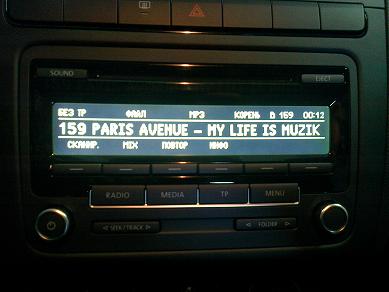 SOUND
EJECT
БЕЗ TP ФАЙЛ MP3 КОРЕНЬ 159 00:12
159 PARIS AVENUE - MY LIFE IS MUZIK
СКАНИР. MIX ПОВТОР ИНФО
RADIO MEDIA TP MENU
SEEK / TRACK FOLDER